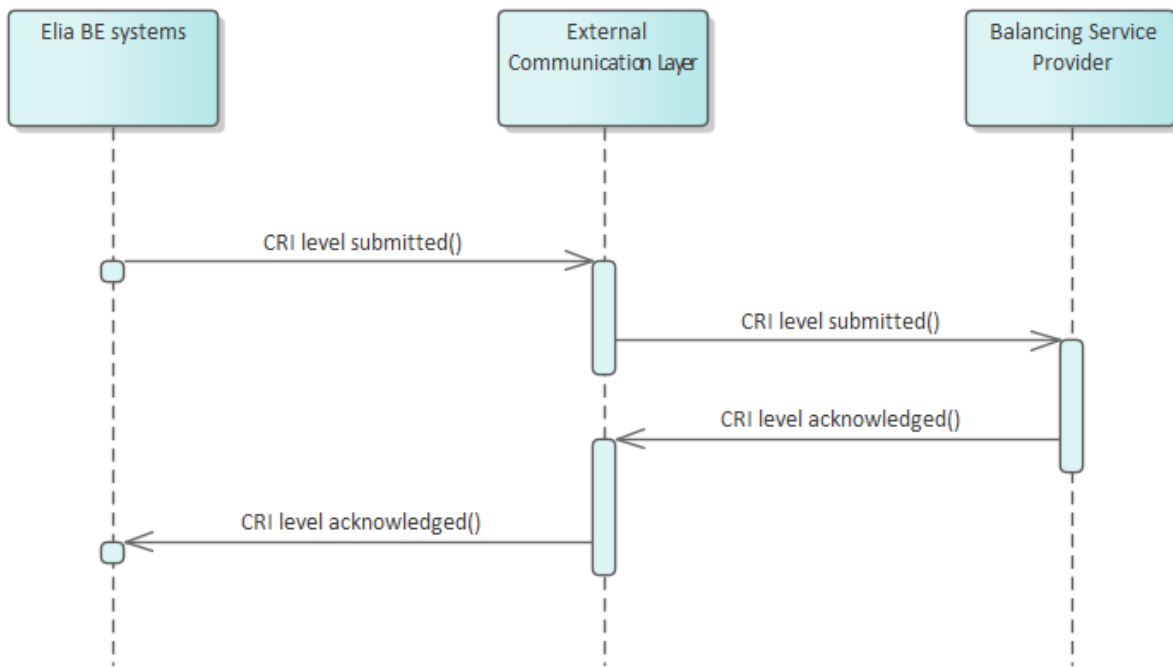 Elia BE systems
External
Communication Layer
Balancing Service
Provider
CRI level submitted()
CRI level submitted()
CRI level acknowledged()
CRI level acknowledged()